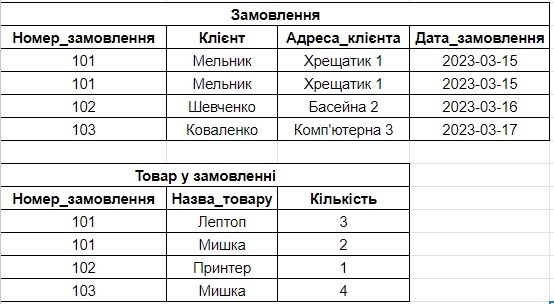 Замовлення
Номер_замовлення Клієнт Адреса_клієнта Дата_замовлення
101 Мельник Хрещатик 1 2023-03-15
101 Мельник Хрещатик 1 2023-03-15
102 Шевченко Басейна 2 2023-03-16
103 Коваленко Комп'ютерна 3 2023-03-17
Товар у замовленні
Номер_замовлення Назва_товару Кількість
101 Лептоп 3
101 Мишка 2
102 Принтер 1
103 Мишка 4